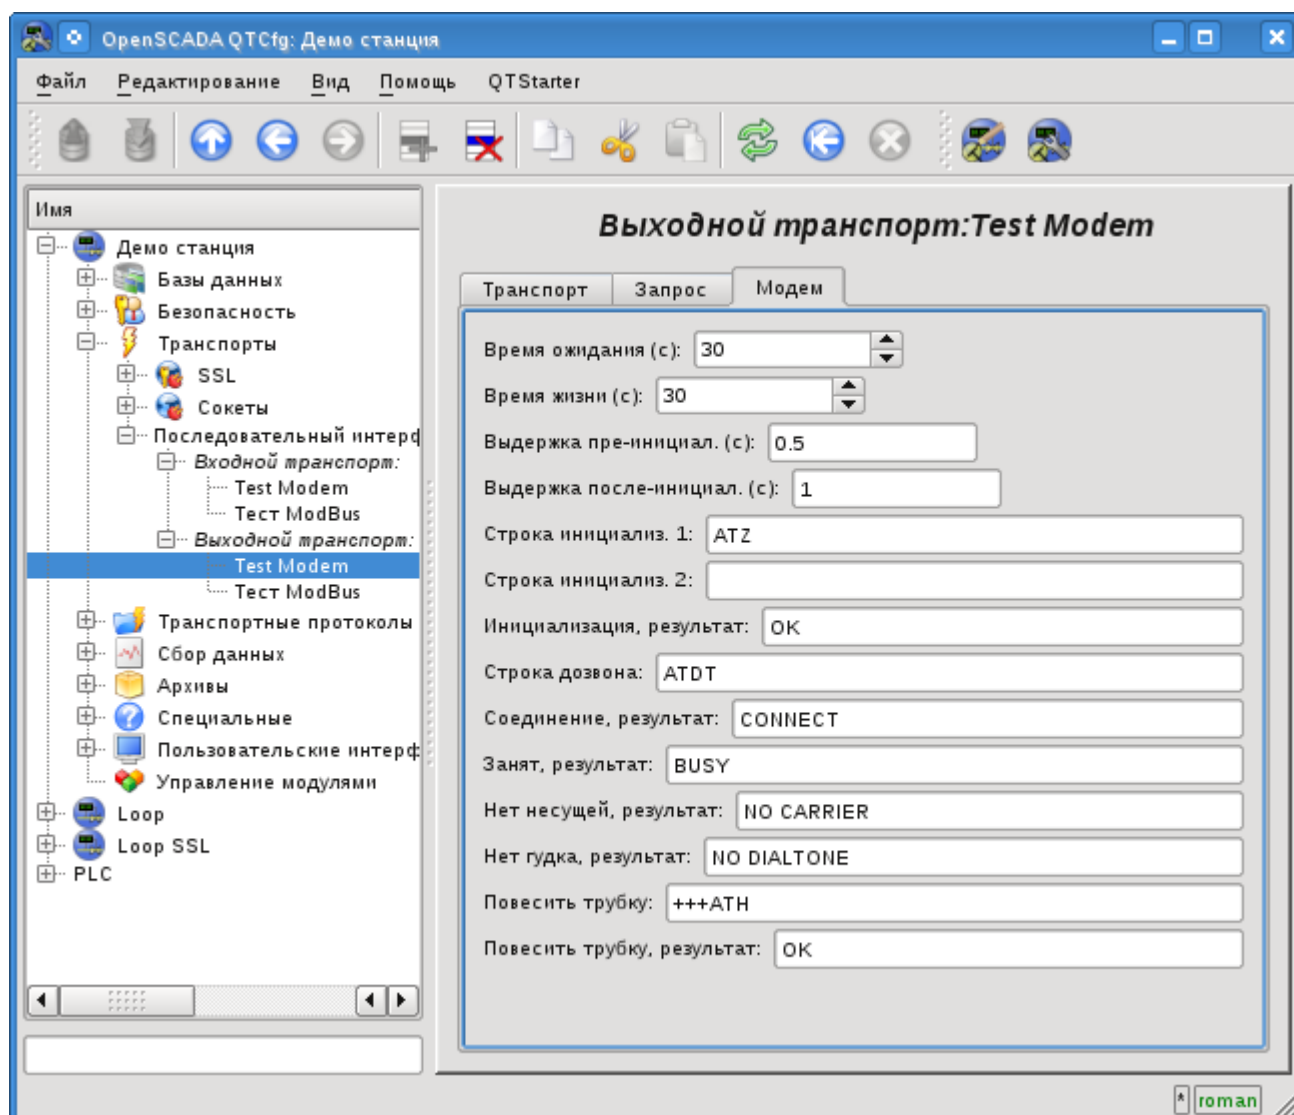 OpenSCADA QTCfg: Демо станция
Файл Редактирование Вид Помощь QTStarter
Имя
Демо станция
Базы данных
Безопасность
Транспорты
SSL
Сокеты
Последовательный интерф
Входной транспорт:
Test Modem
Тест ModBus
Выходной транспорт:
Test Modem
Тест ModBus
Транспортные протоколы
Сбор данных
Архивы
Специальные
Пользовательские интерф
Управление модулями
Loop
Loop SSL
PLC
Выходной транспорт:Test Modem
Транспорт Запрос Модем
Время ожидания (с): 30
Время жизни (с): 30
Выдержка пре-инициал. (с): 0.5
Выдержка после-инициал. (с): 1
Строка инициализ. 1: ATZ
Строка инициализ. 2:
Инициализация, результат: OK
Строка дозвона: ATDT
Соединение, результат: CONNECT
Занят, результат: BUSY
Нет несущей, результат: NO CARRIER
Нет гудка, результат: NO DIALTONE
Повесить трубку: +++ATH
Повесить трубку, результат: OK
* roman